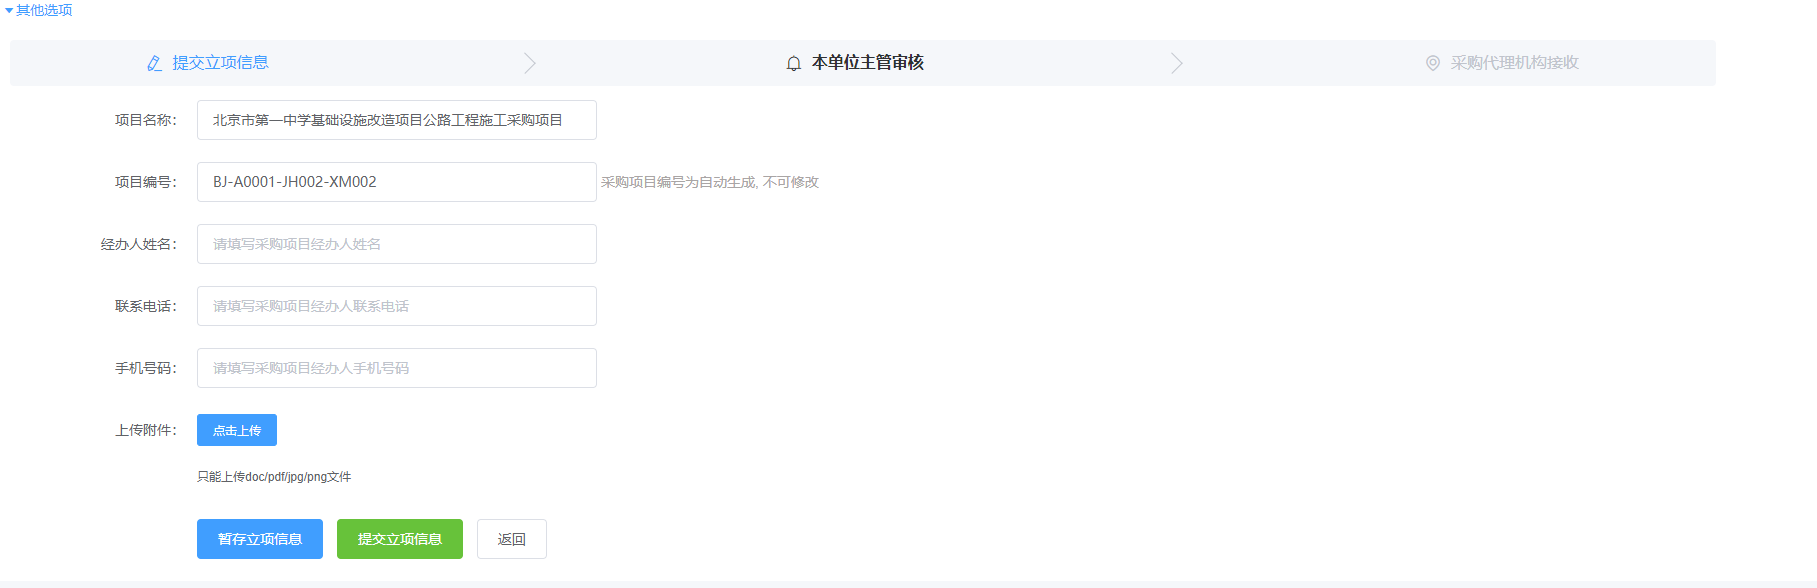 其他选项
提交立项信息
本单位主管审核
采购代理机构接收
项目名称：
北京市第一中学基础设施改造项目公路工程施工采购项目
项目编号：
BJ-A0001-JH002-XM002
采购项目编号为自动生成, 不可修改
经办人姓名：
请填写采购项目经办人姓名
联系电话：
请填写采购项目经办人联系电话
手机号码：
请填写采购项目经办人手机号码
上传附件：
点击上传
只能上传doc/pdf/jpg/png文件
暂存立项信息
提交立项信息
返回